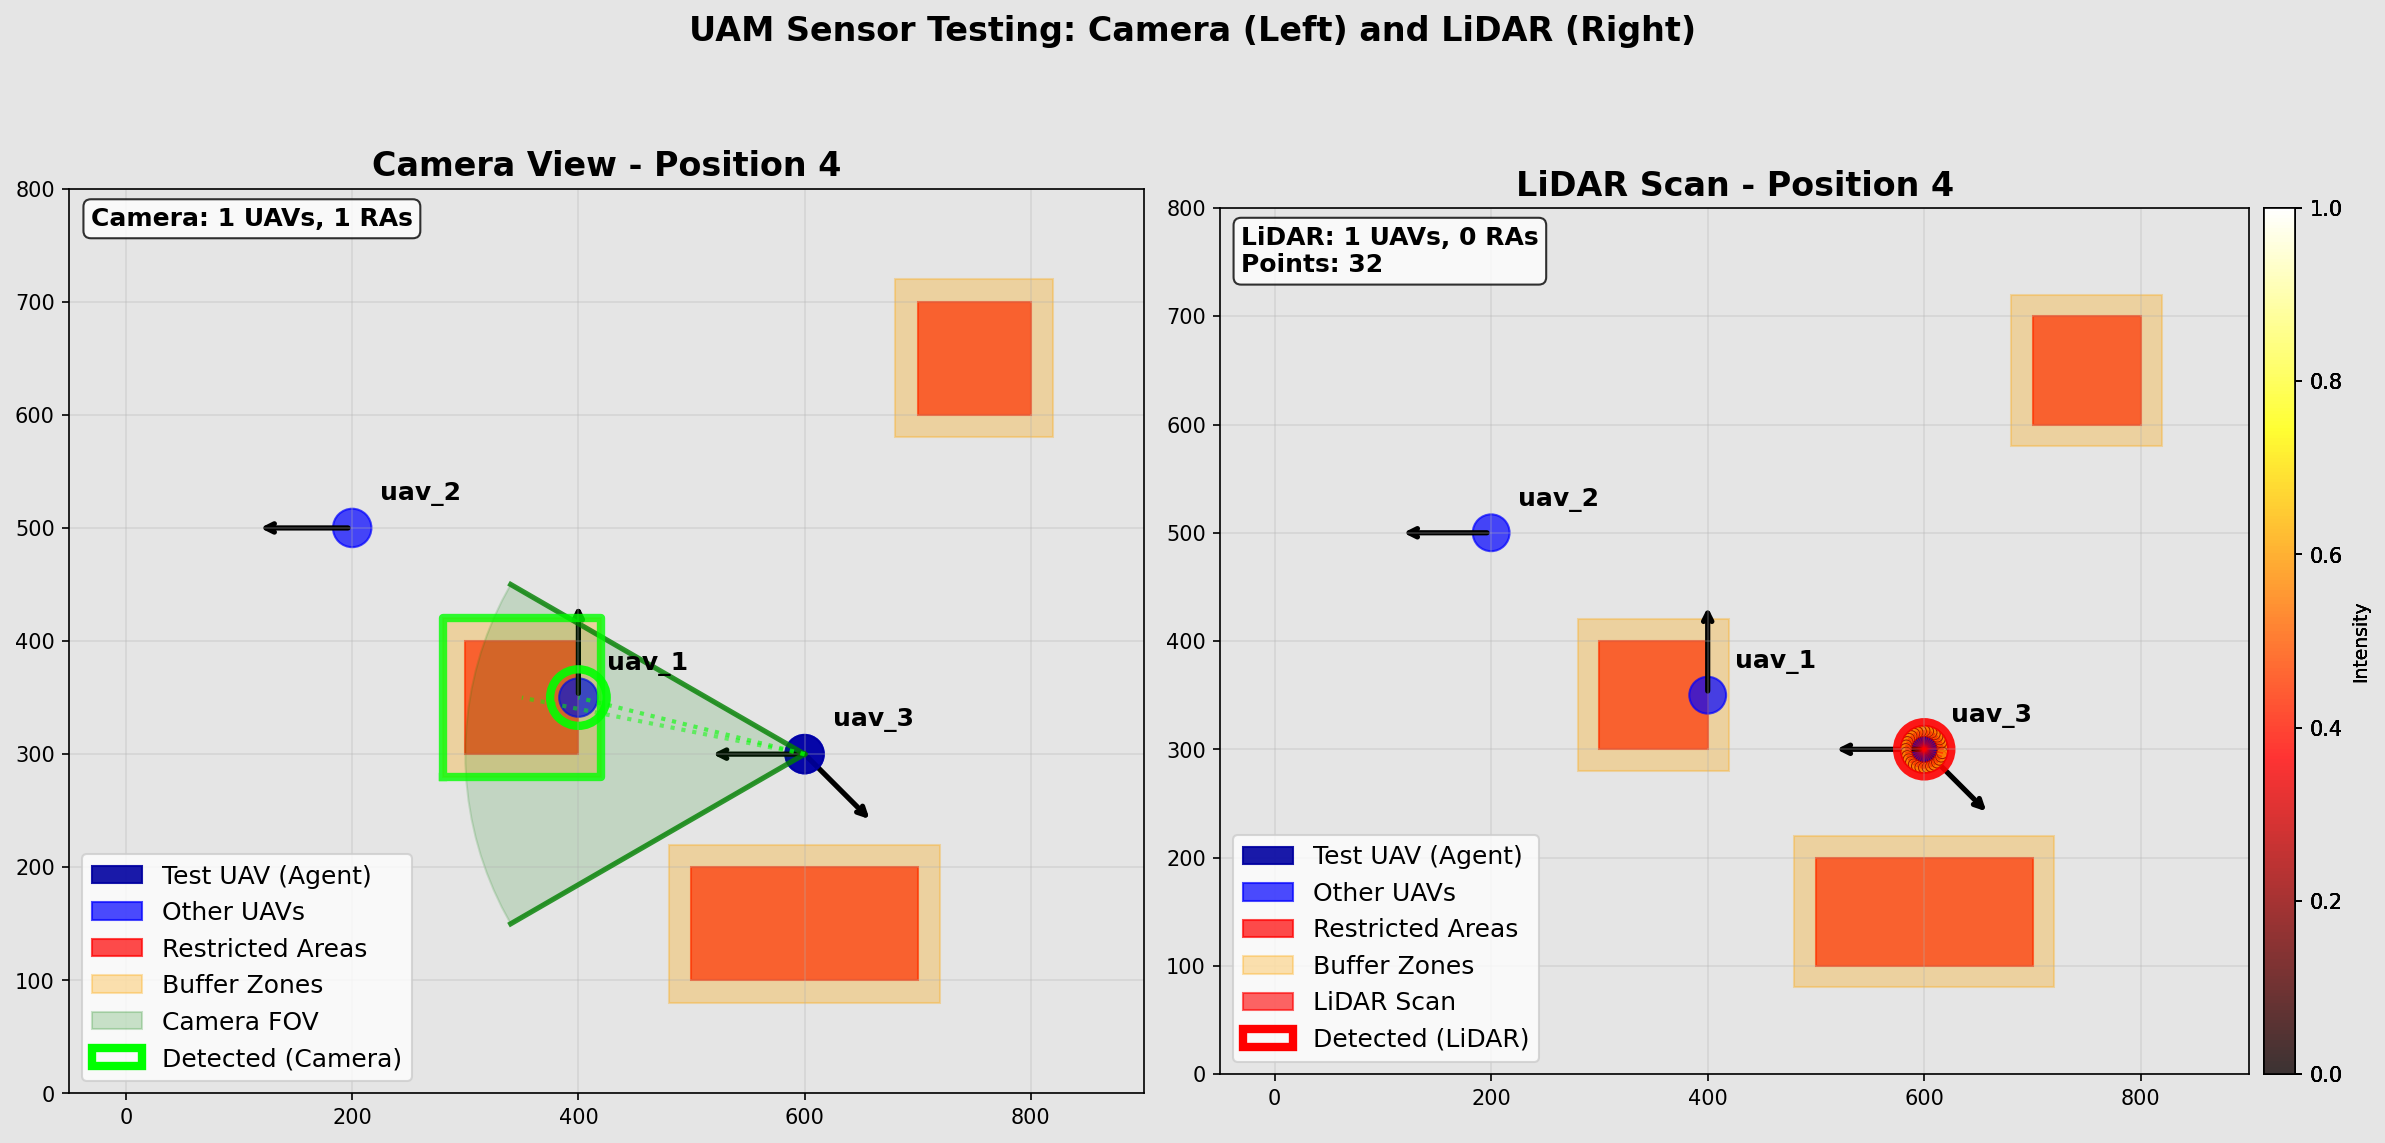 UAM Sensor Testing: Camera (Left) and LiDAR (Right)
Camera View - Position 4
Camera: 1 UAVs, 1 RAs
800
700
600
500
400
300
200
100
0
0
200
400
600
800
uav_2
uav_1
uav_3
Test UAV (Agent)
Other UAVs
Restricted Areas
Buffer Zones
Camera FOV
Detected (Camera)
LiDAR Scan - Position 4
LiDAR: 1 UAVs, 0 RAs
Points: 32
800
700
600
500
400
300
200
100
0
0
200
400
600
800
uav_2
uav_1
uav_3
Test UAV (Agent)
Other UAVs
Restricted Areas
Buffer Zones
LiDAR Scan
Detected (LiDAR)
1.0
0.8
0.6
0.4
0.2
0.0
Intensity